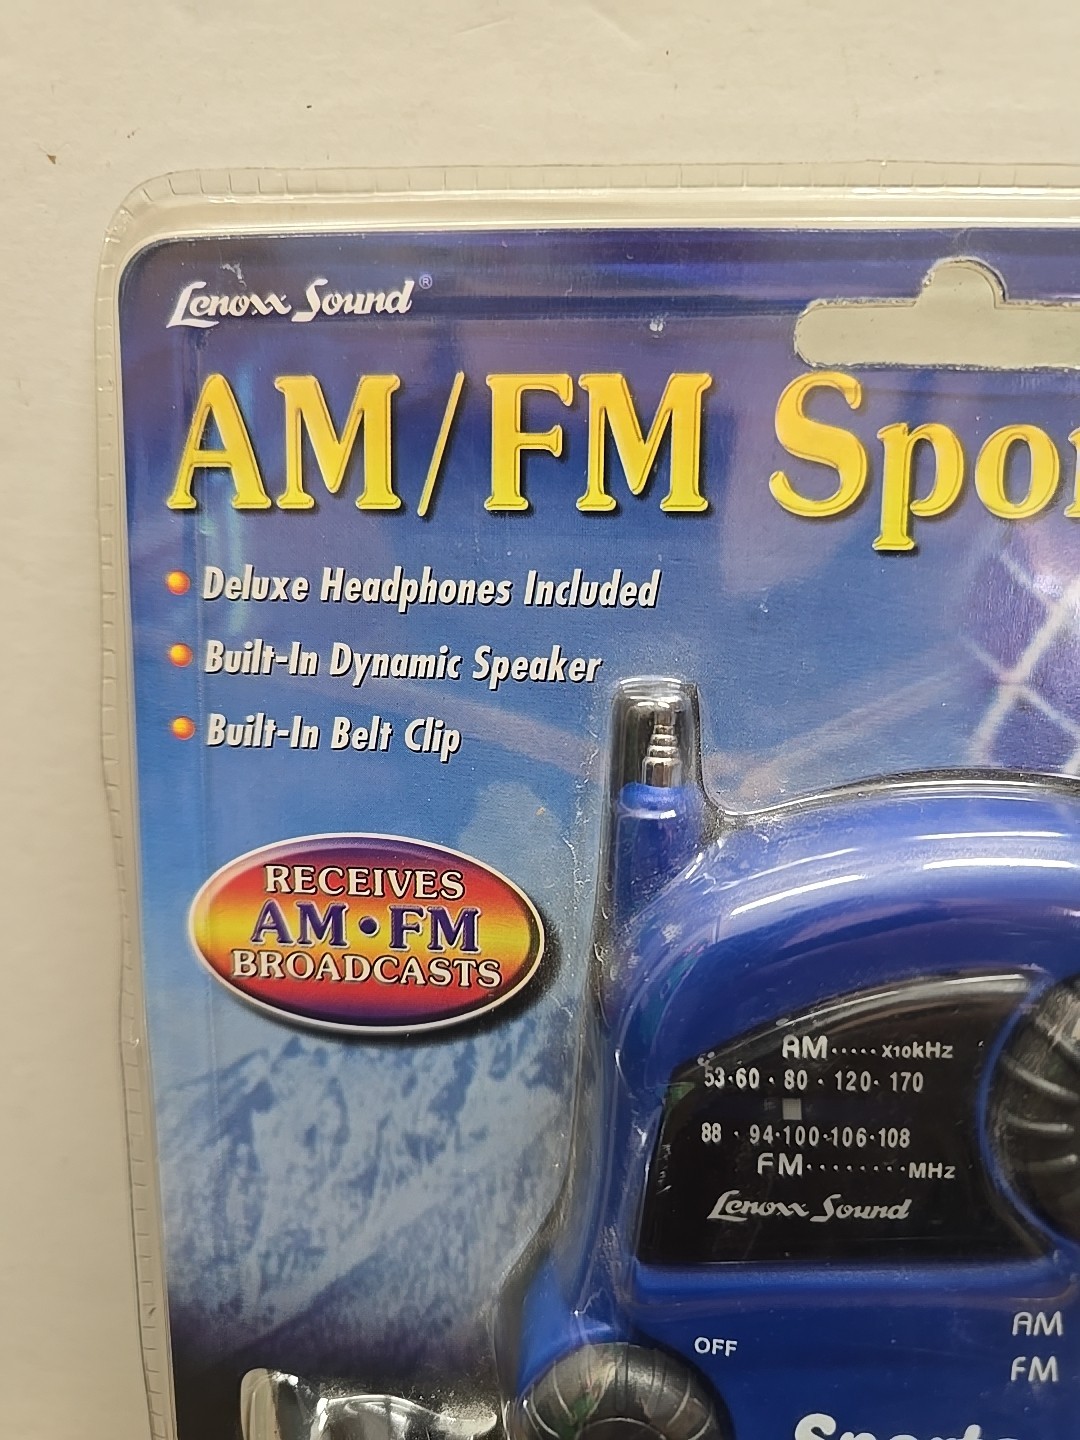 Lenoxx Sound®
AM/FM Spor
Deluxe Headphones Included
Built-In Dynamic Speaker
Built-In Belt Clip
RECEIVES
AM•FM
BROADCASTS
AM·····X10kHz
53·60·80·120·170
88·94·100·106·108
FM········MHz
Lenoxx Sound
OFF
AM
FM
Sports